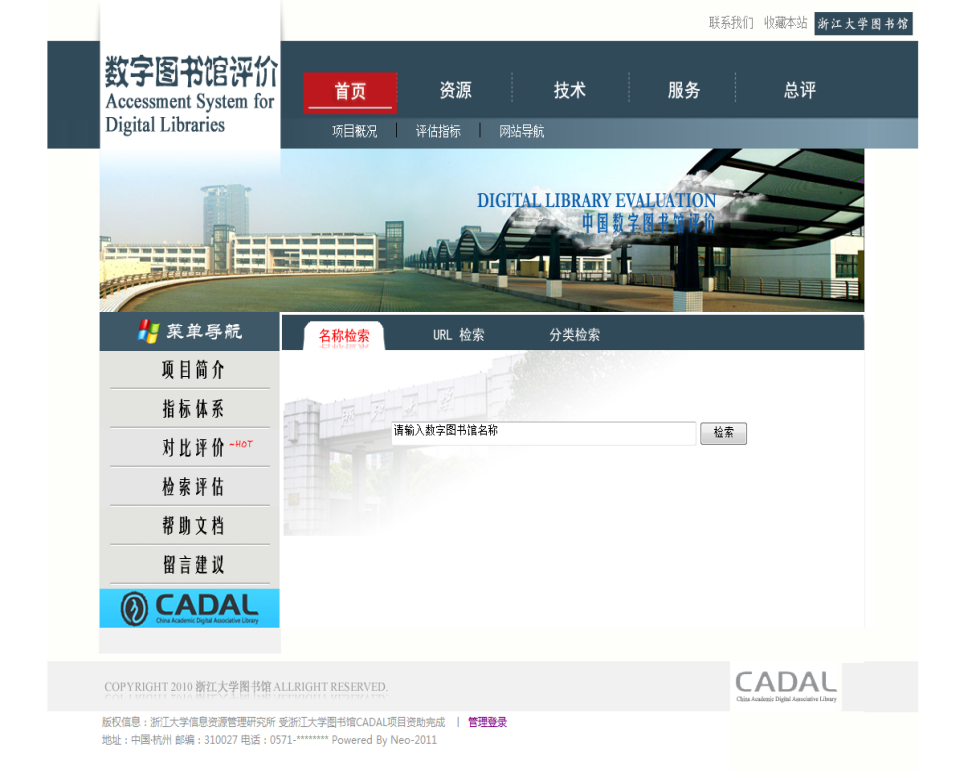 联系我们 收藏本站 浙江大学图书馆
数字图书馆评价
Accessment System for
Digital Libraries
首页 资源 技术 服务 总评
项目概况 评估指标 网站导航
DIGITAL LIBRARY EVALUATION
中国数字图书馆评价
菜单导航
项目简介
指标体系
对比评价 -HOT
检索评估
帮助文档
留言建议
CADAL
China Academic Digital Associative Library
名称检索 URL 检索 分类检索
请输入数字图书馆名称 检索
COPYRIGHT 2010 浙江大学图书馆 ALLRIGHT RESERVED.
CADAL
China Academic Digital Associative Library
版权信息：浙江大学信息资源管理研究所 受浙江大学图书馆CADAL项目资助完成 | 管理登录
地址：中国·杭州 邮编：310027 电话：0571-******** Powered By Neo-2011